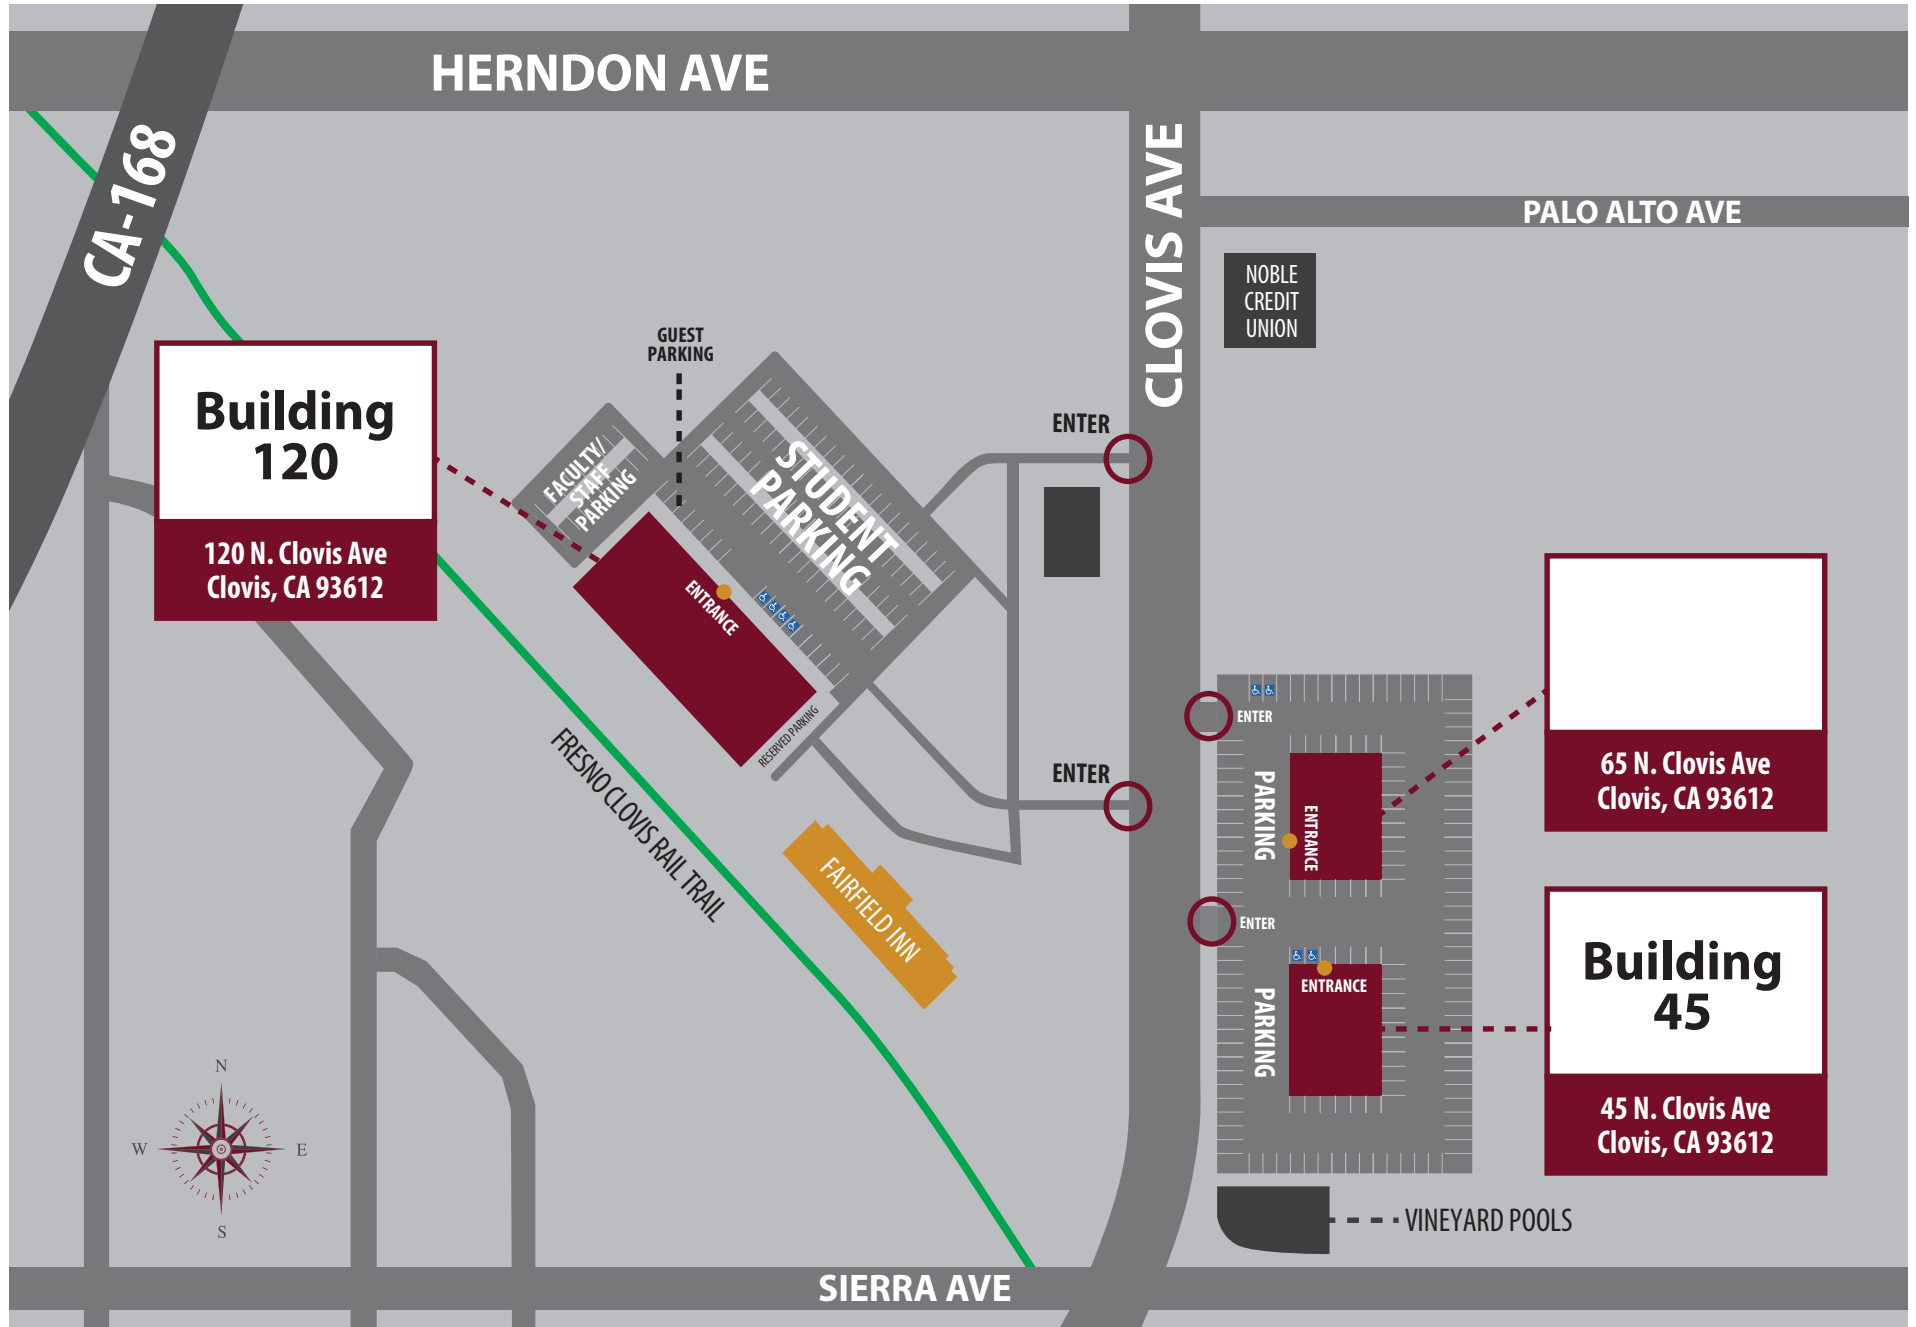 HERNDON AVE
CA-168
CLOVIS AVE
PALO ALTO AVE
NOBLE
CREDIT
UNION
GUEST
PARKING
Building
120
120 N. Clovis Ave
Clovis, CA 93612
FACULTY/
STAFF
PARKING
STUDENT
PARKING
ENTER
ENTRANCE
RESERVED PARKING
ENTER
FRESNO CLOVIS RAIL TRAIL
FAIRFIELD INN
ENTER
PARKING
ENTRANCE
65 N. Clovis Ave
Clovis, CA 93612
ENTER
PARKING
ENTRANCE
Building
45
45 N. Clovis Ave
Clovis, CA 93612
N
W
E
S
VINEYARD POOLS
SIERRA AVE